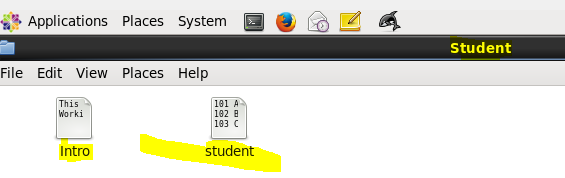 Applications Places System
Student
File Edit View Places Help
This
Worki
101 A
102 B
103 C
Intro
student